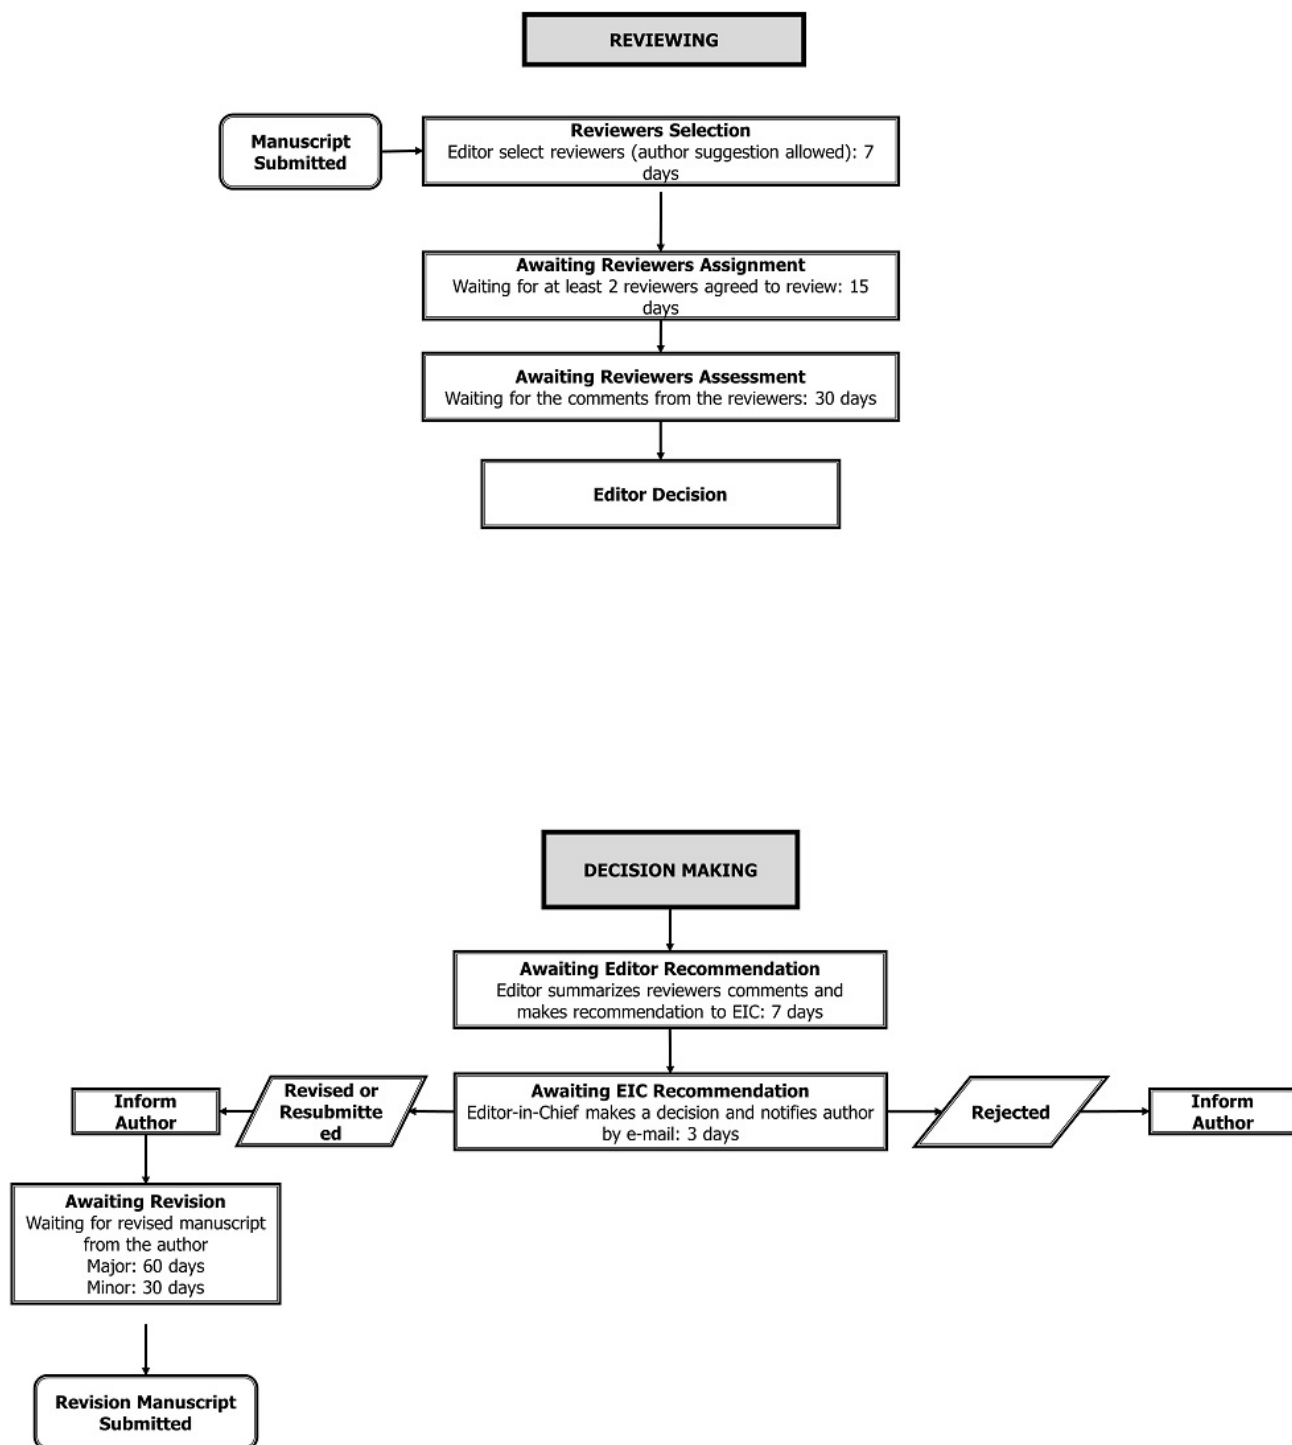 REVIEWING
Manuscript
Submitted
Reviewers Selection
Editor select reviewers (author suggestion allowed): 7
days
Awaiting Reviewers Assignment
Waiting for at least 2 reviewers agreed to review: 15
days
Awaiting Reviewers Assessment
Waiting for the comments from the reviewers: 30 days
Editor Decision
DECISION MAKING
Awaiting Editor Recommendation
Editor summarizes reviewers comments and
makes recommendation to EIC: 7 days
Inform
Author
Revised or
Resubmitte
ed
Awaiting EIC Recommendation
Editor-in-Chief makes a decision and notifies author
by e-mail: 3 days
Rejected
Inform
Author
Awaiting Revision
Waiting for revised manuscript
from the author
Major: 60 days
Minor: 30 days
Revision Manuscript
Submitted